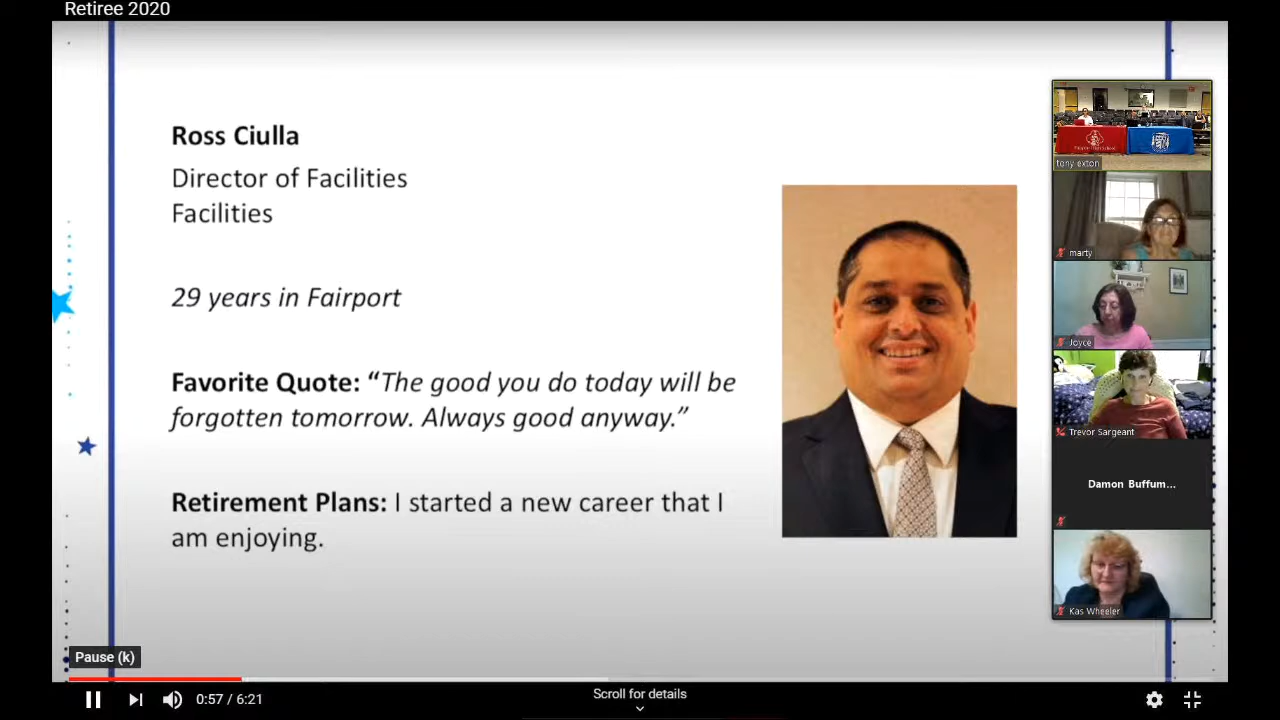 Retiree 2020
Ross Ciulla
Director of Facilities
Facilities
29 years in Fairport
Favorite Quote: “The good you do today will be
forgotten tomorrow. Always good anyway.”
Retirement Plans: I started a new career that I
am enjoying.
tony exton
marty
Joyce
Trevor Sargeant
Damon Buffum...
Kas Wheeler
Pause (k)
0:57 / 6:21
Scroll for details